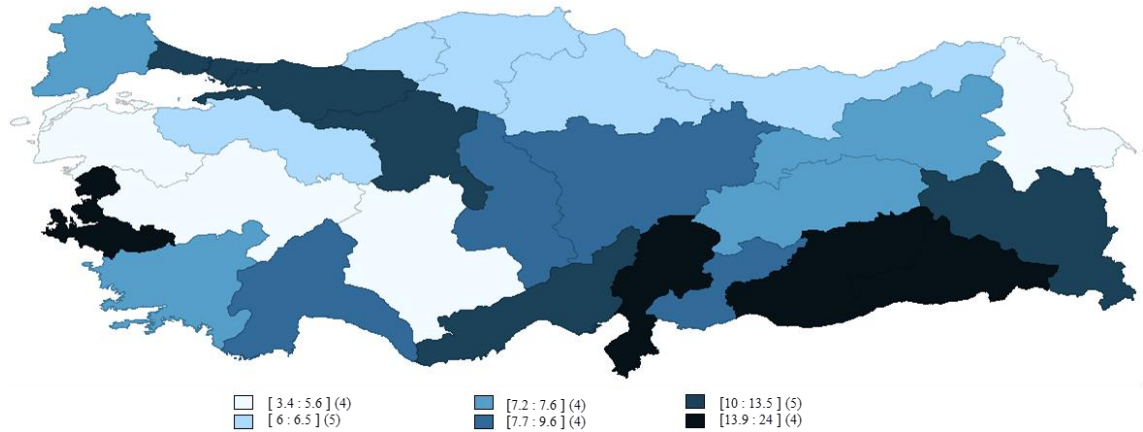 [ 3.4 : 5.6 ] (4) [7.2 : 7.6 ] (4) [10 : 13.5 ] (5)
[ 6 : 6.5 ] (5) [7.7 : 9.6 ] (4) [13.9 : 24 ] (4)